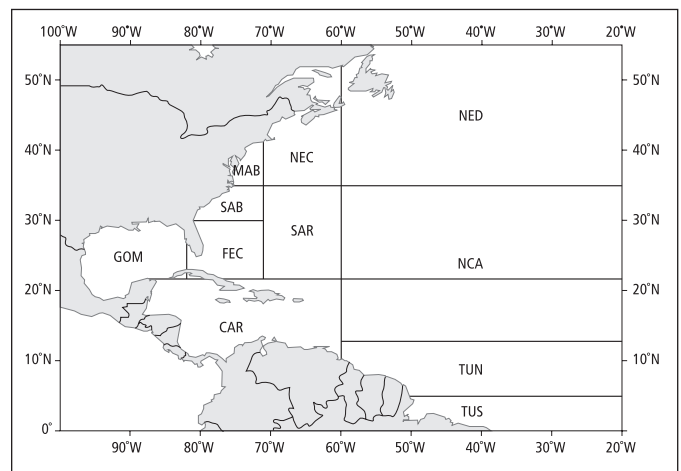 100˚W 90˚W 80˚W 70˚W 60˚W 50˚W 40˚W 30˚W 20˚W
50˚N 50˚N
NED
40˚N 40˚N
MAB NEC
SAB
30˚N 30˚N
SAR
GOM FEC
NCA
20˚N 20˚N
CAR
10˚N 10˚N
TUN
TUS
0˚
90˚W 80˚W 70˚W 60˚W 50˚W 40˚W 30˚W 20˚W